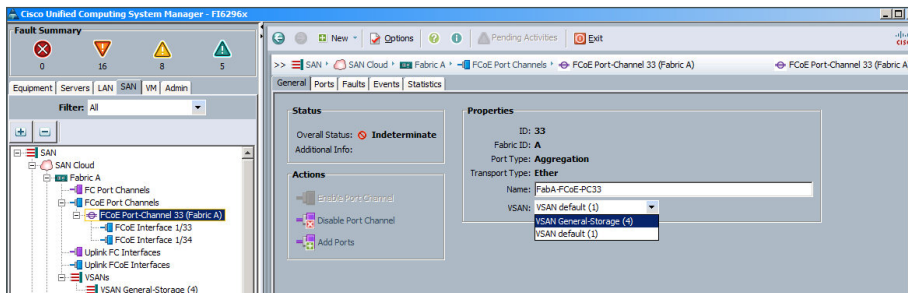 Cisco Unified Computing System Manager - FI6296x
Fault Summary
0 16 8 5
New Options Pending Activities Exit
>> SAN SAN Cloud Fabric A FCoE Port Channels FCoE Port-Channel 33 (Fabric A) FCoE Port-Channel 33 (Fabric A
Equipment Servers LAN SAN VM Admin
Filter: All
SAN
SAN Cloud
Fabric A
FC Port Channels
FCoE Port Channels
FCoE Port-Channel 33 (Fabric A)
FCoE Interface 1/33
FCoE Interface 1/34
Uplink FC Interfaces
Uplink FCoE Interfaces
VSANs
VSAN General-Storage (4)
General Ports Faults Events Statistics
Status
Overall Status: Indeterminate
Additional Info:
Actions
Enable Port Channel
Disable Port Channel
Add Ports
Properties
ID: 33
Fabric ID: A
Port Type: Aggregation
Transport Type: Ether
Name: FabA-FCoE-PC33
VSAN: VSAN default (1)
VSAN General-Storage (4)
VSAN default (1)